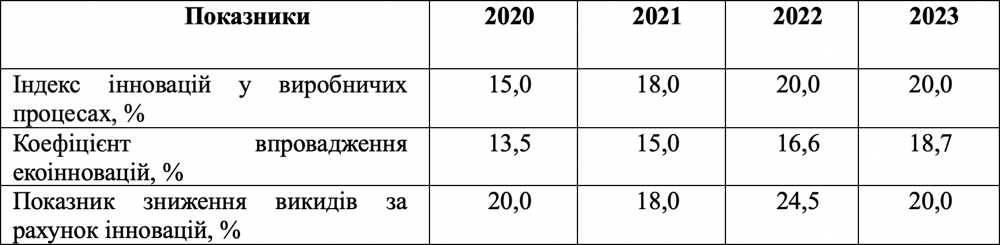 Показники 2020 2021 2022 2023
Індекс інновацій у виробничих 15,0 18,0 20,0 20,0
процесах, %
Коефіцієнт впровадження 13,5 15,0 16,6 18,7
екоінновацій, %
Показник зниження викидів за 20,0 18,0 24,5 20,0
рахунок інновацій, %